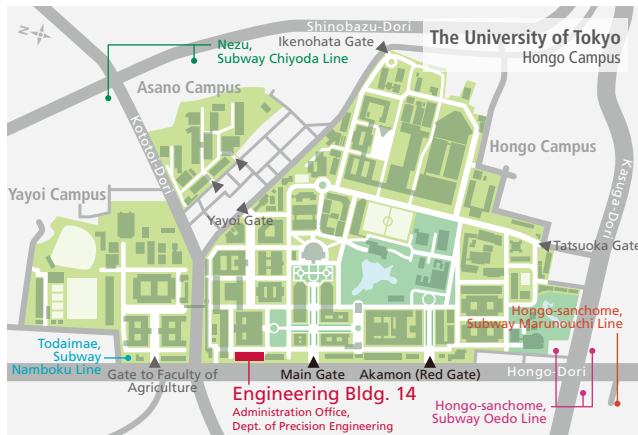 Shinobazu-Dori
The University of Tokyo
Hongo Campus
N
Nezu,
Subway Chiyoda Line
Ikenohata Gate
Asano Campus
Kototoi-Dori
Hongo Campus
Kasuga-Dori
Yayoi Campus
Yayoi Gate
Tatsuoka Gate
Hongo-sanchome,
Subway Marunouchi Line
Todaimae,
Subway
Namboku Line
Gate to Faculty of
Agriculture
Main Gate
Akamon (Red Gate)
Hongo-Dori
Engineering Bldg. 14
Administration Office,
Dept. of Precision Engineering
Hongo-sanchome,
Subway Oedo Line